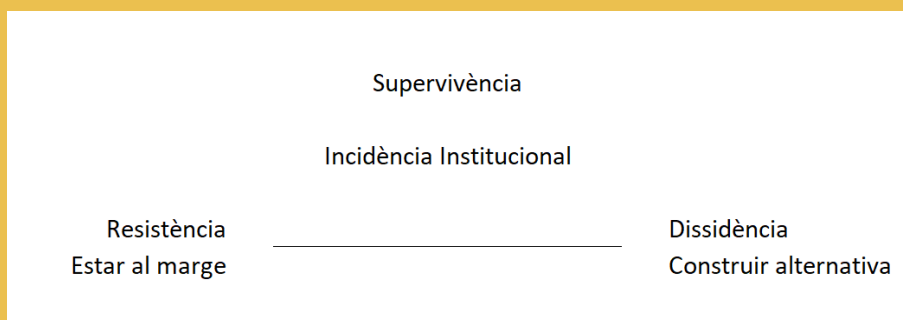 Supervivència
Incidència Institucional
Resistència
Estar al marge
Dissidència
Construir alternativa